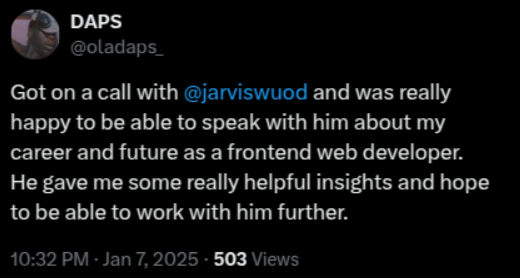 DAPS
@oladaps_
Got on a call with @jarviswuod and was really
happy to be able to speak with him about my
career and future as a frontend web developer.
He gave me some really helpful insights and hope
to be able to work with him further.
10:32 PM · Jan 7, 2025 · 503 Views